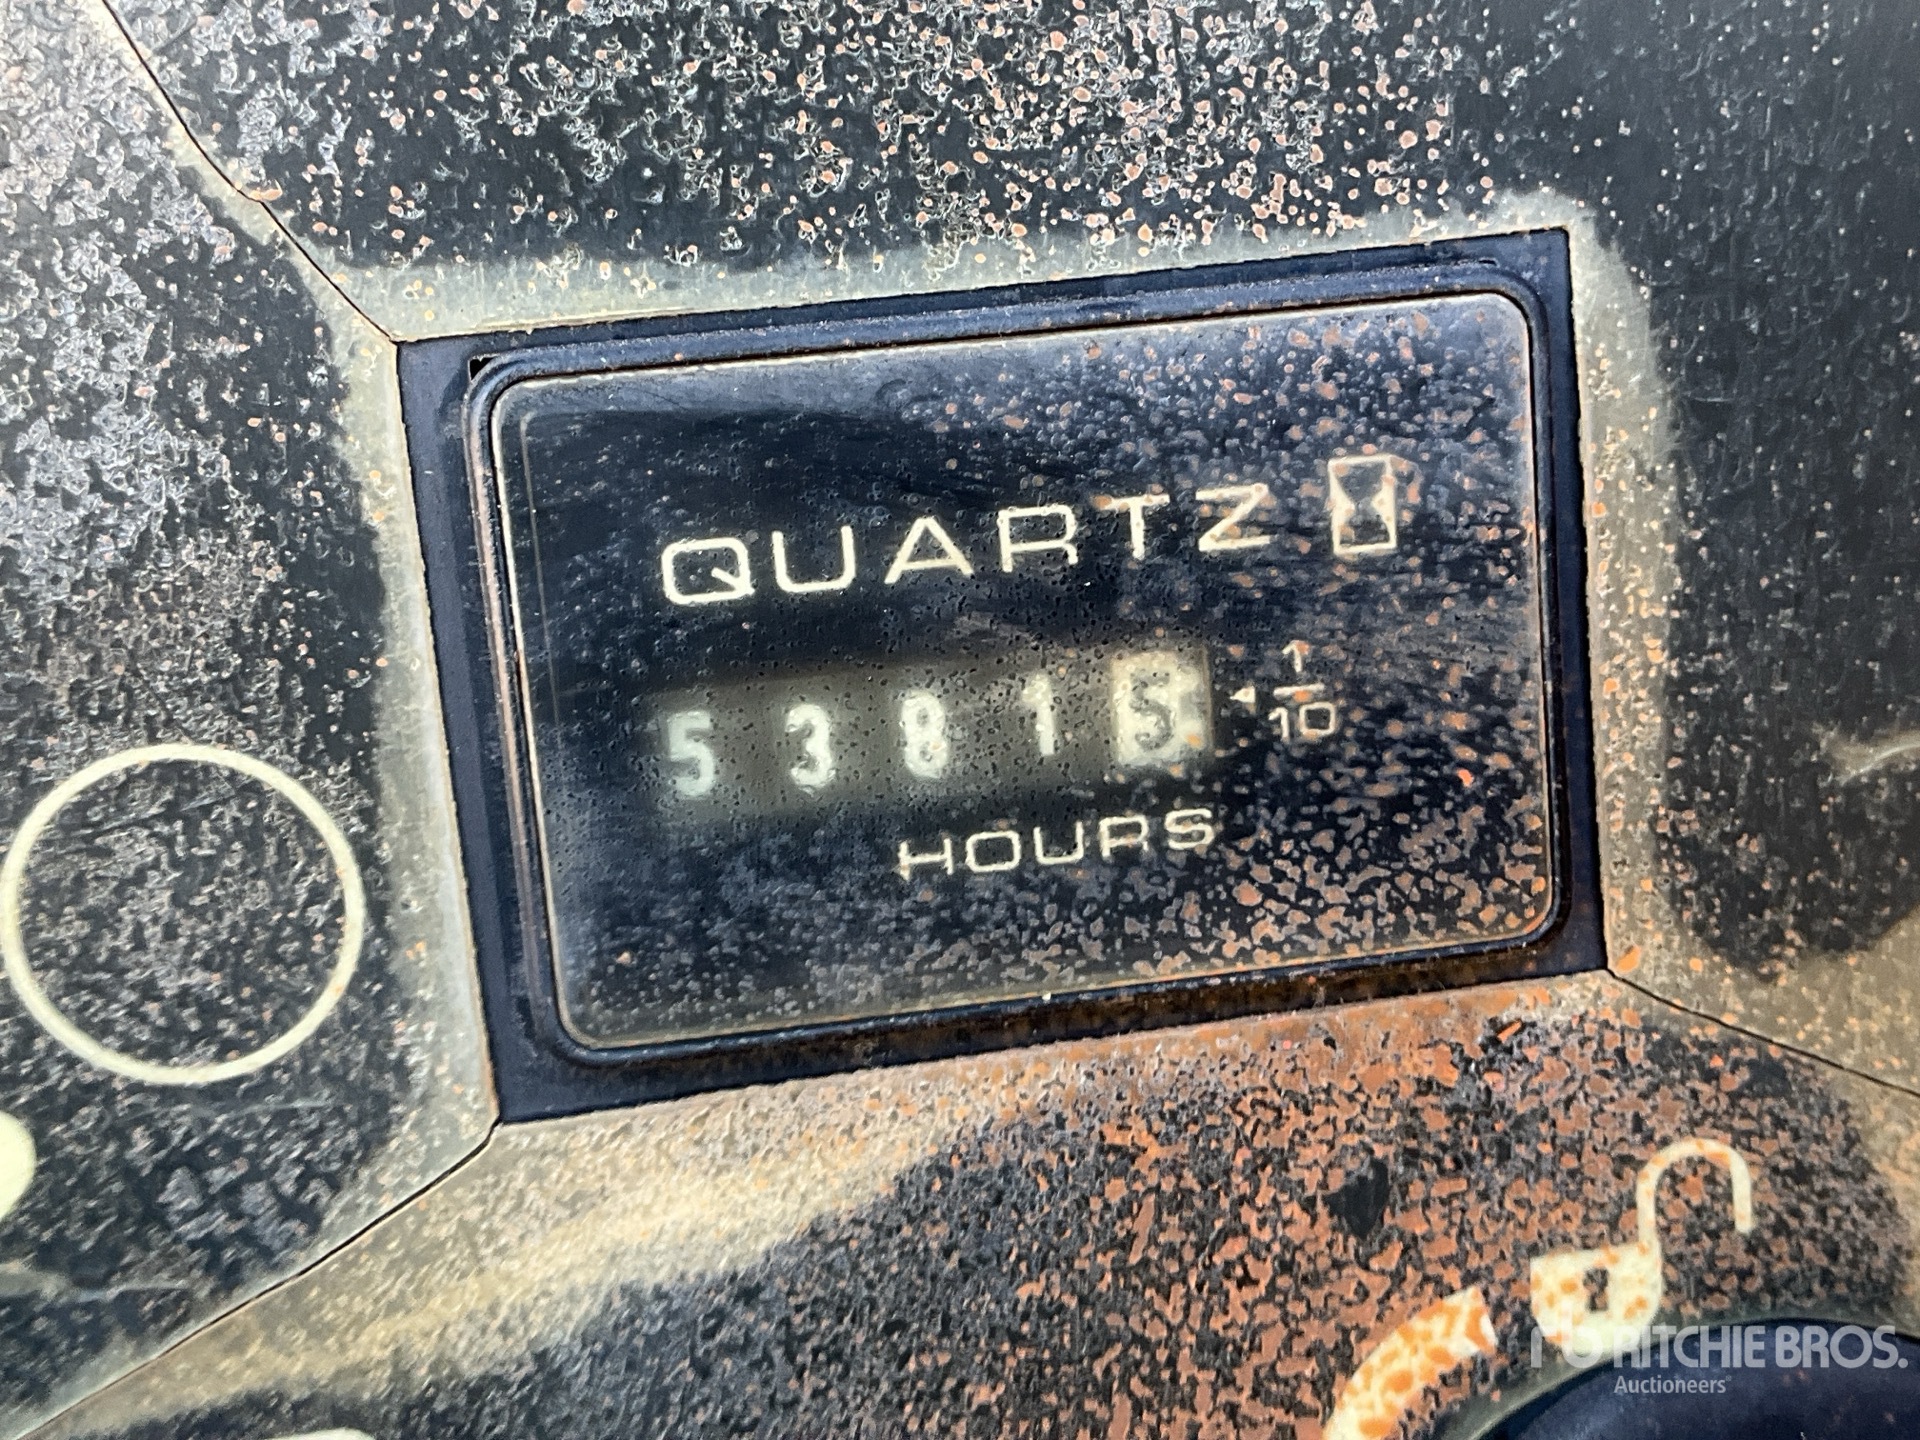 QUARTZ
53815
1
10
HOURS
RITCHIE BROS.
Auctioneers